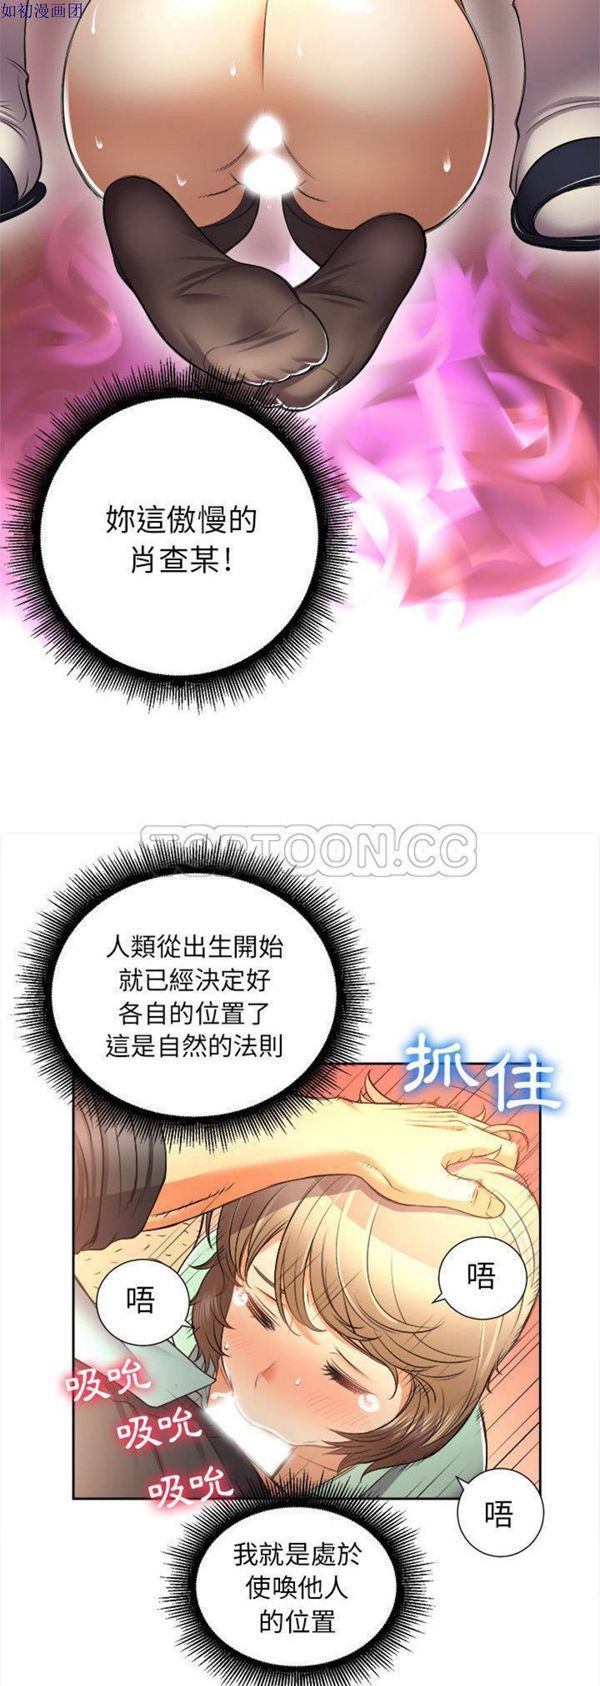 如初漫画团
妳這傲慢的
肖查某!
TOPTOON.CC
人類從出生開始
就已經決定好
各自的位置了
這是自然的法則
抓住
唔
唔
吸吮
吸吮
吸吮
唔
我就是處於
使喚他人
的位置